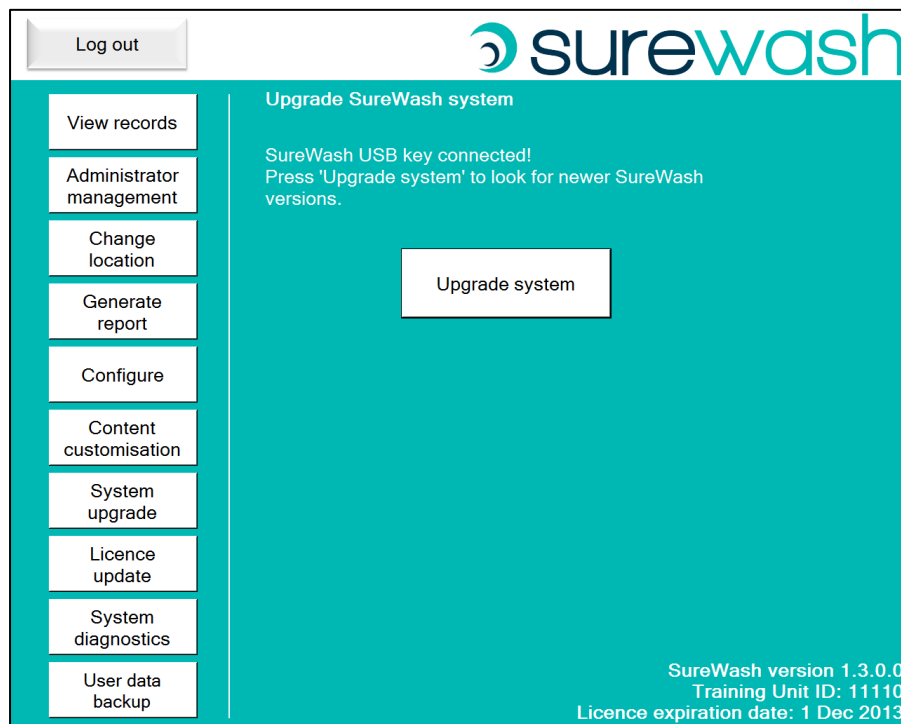 Log out
surewash
View records
Administrator
management
Change
location
Generate
report
Configure
Content
customisation
System
upgrade
Licence
update
System
diagnostics
User data
backup
Upgrade SureWash system
SureWash USB key connected!
Press 'Upgrade system' to look for newer SureWash
versions.
Upgrade system
SureWash version 1.3.0.0
Training Unit ID: 11110
Licence expiration date: 1 Dec 2013